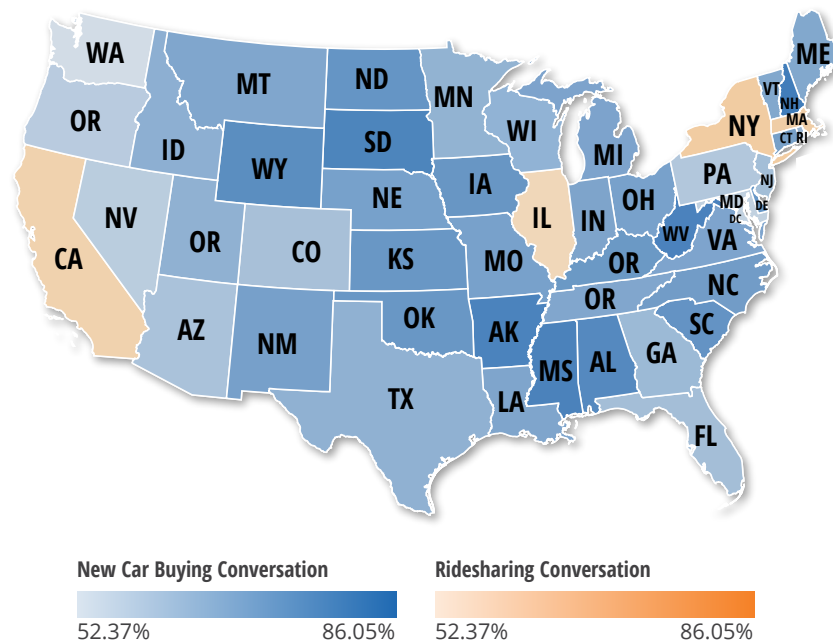 WA
MT
ND
MN
ME
VT
NH
OR
ID
WY
SD
WI
MI
NY
MA
CT RI
NV
OR
CO
NE
IA
IL
IN
OH
PA
NJ
MD
DE
DC
CA
KS
MO
OR
WV
VA
AZ
NM
OK
AK
OR
NC
SC
TX
LA
MS
AL
GA
FL
New Car Buying Conversation
52.37% 86.05%
Ridesharing Conversation
52.37% 86.05%